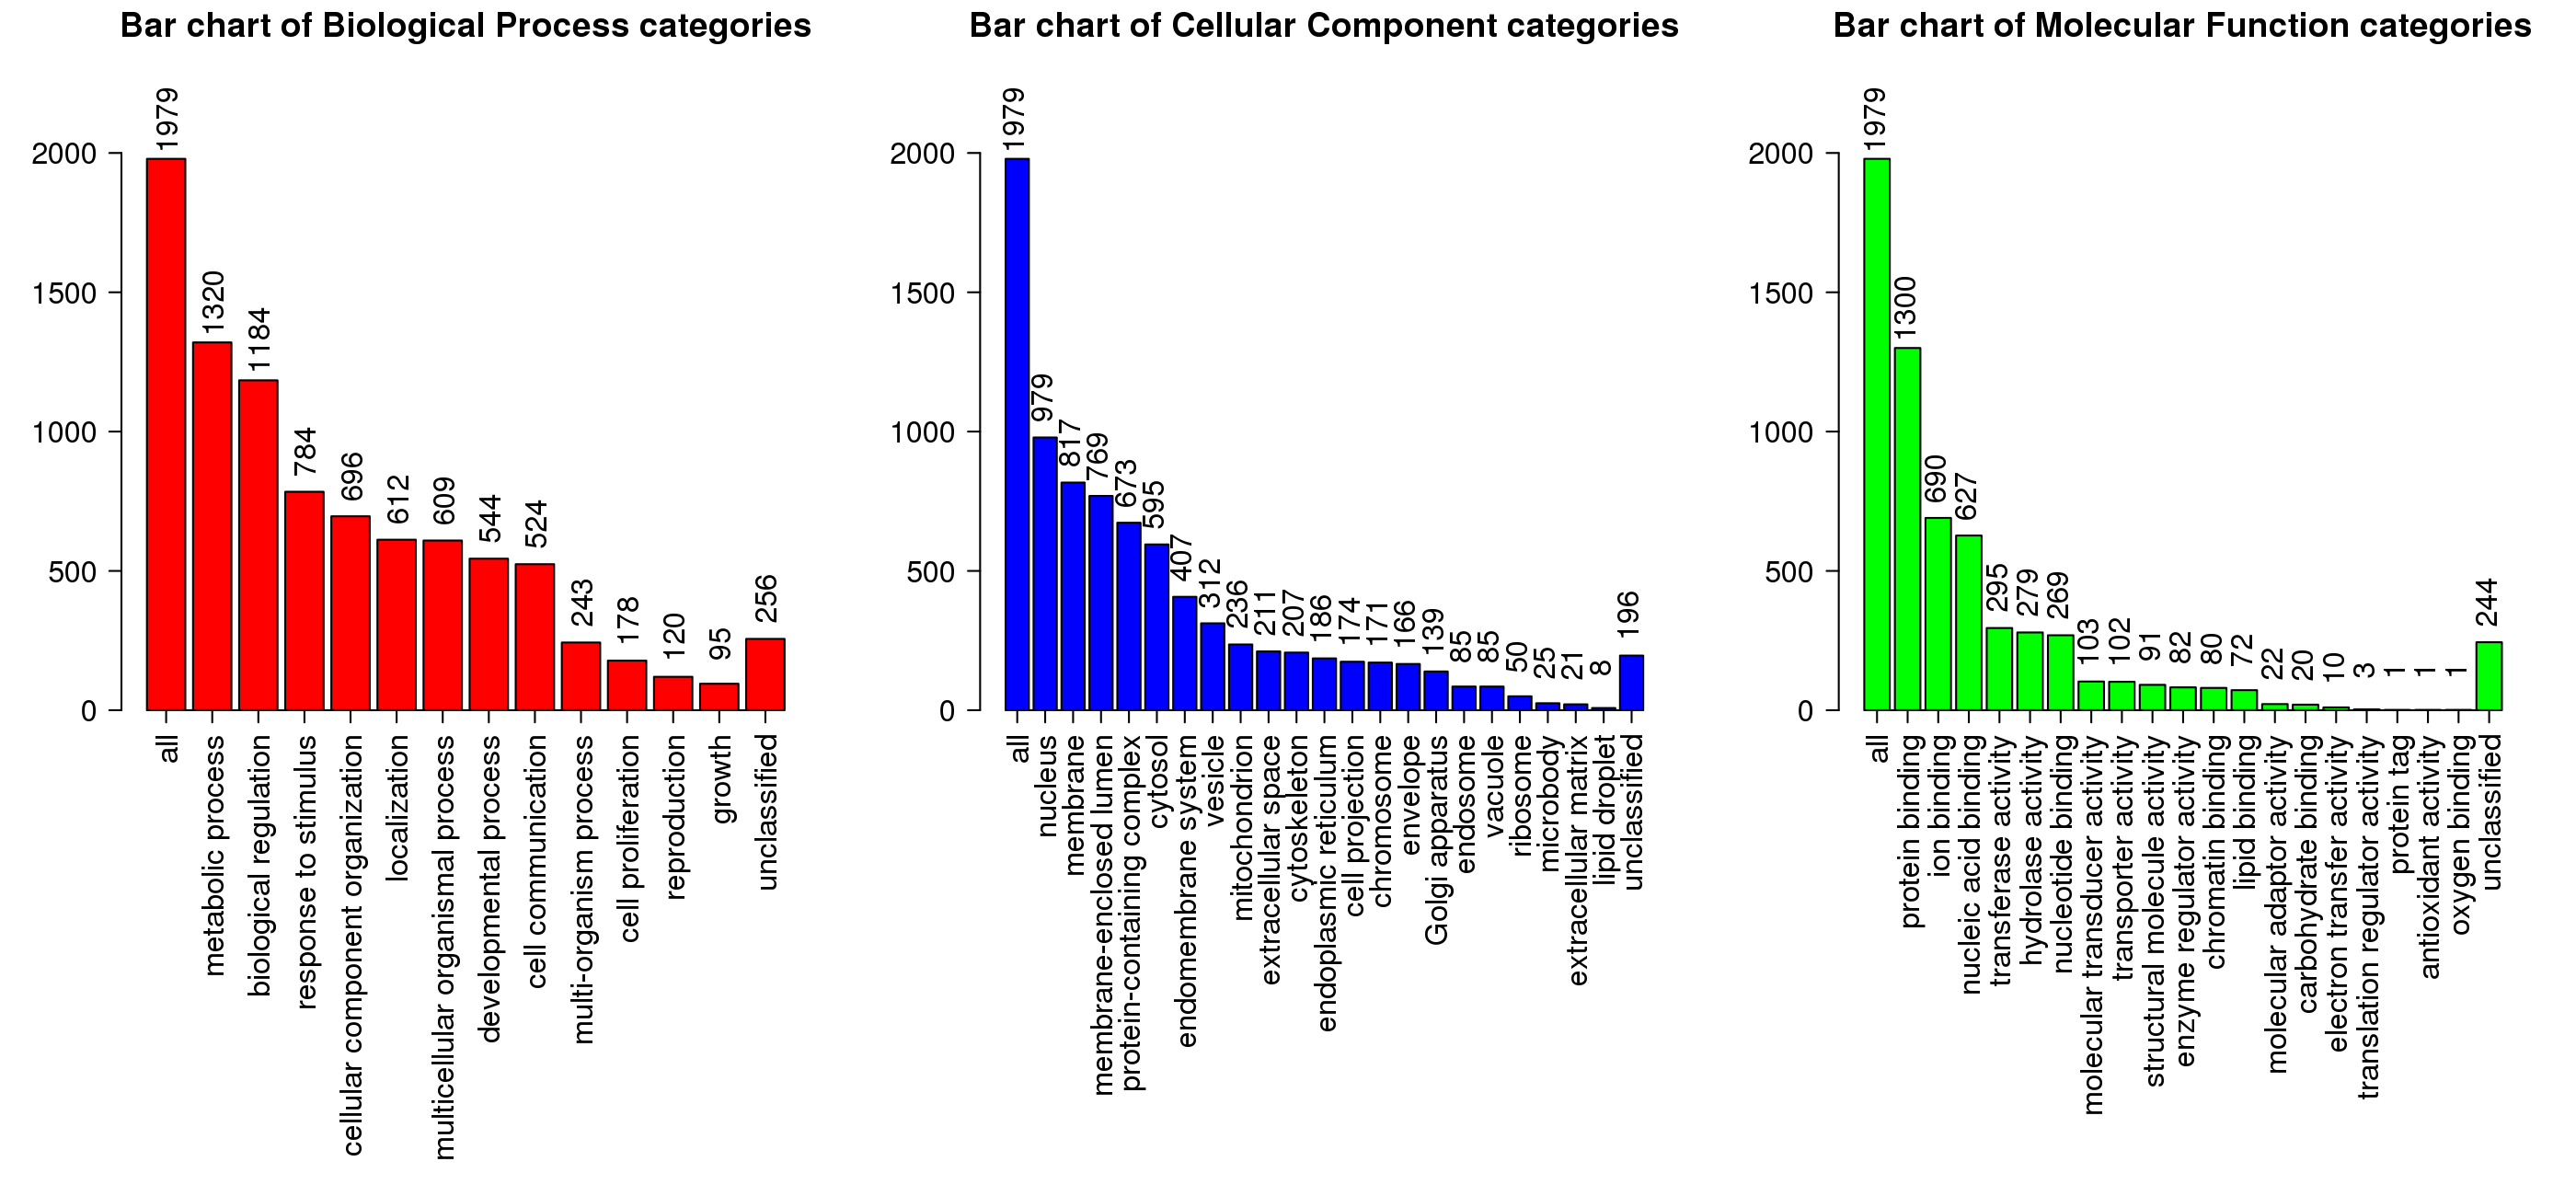 Bar chart of Biological Process categories
2000
1500
1000
500
0
1979
1320
1184
784
696
612
609
544
524
243
178
120
95
256
all
metabolic process
biological regulation
response to stimulus
cellular component organization
localization
multicellular organismal process
developmental process
cell communication
multi-organism process
cell proliferation
reproduction
growth
unclassified
Bar chart of Cellular Component categories
2000
1500
1000
500
0
1979
979
817
769
673
595
407
312
236
211
207
186
174
171
166
139
85
85
50
25
21
8
196
all
nucleus
membrane
membrane-enclosed lumen
protein-containing complex
cytosol
endomembrane system
vesicle
mitochondrion
extracellular space
cytoskeleton
endoplasmic reticulum
cell projection
chromosome
envelope
Golgi apparatus
endosome
vacuole
ribosome
microbody
extracellular matrix
lipid droplet
unclassified
Bar chart of Molecular Function categories
2000
1500
1000
500
0
1979
1300
690
627
295
279
269
103
102
91
82
80
72
22
20
10
3
1
1
1
244
all
protein binding
ion binding
nucleic acid binding
transferase activity
hydrolase activity
nucleotide binding
molecular transducer activity
transporter activity
structural molecule activity
enzyme regulator activity
chromatin binding
lipid binding
molecular adaptor activity
carbohydrate binding
electron transfer activity
translation regulator activity
protein tag
antioxidant activity
oxygen binding
unclassified